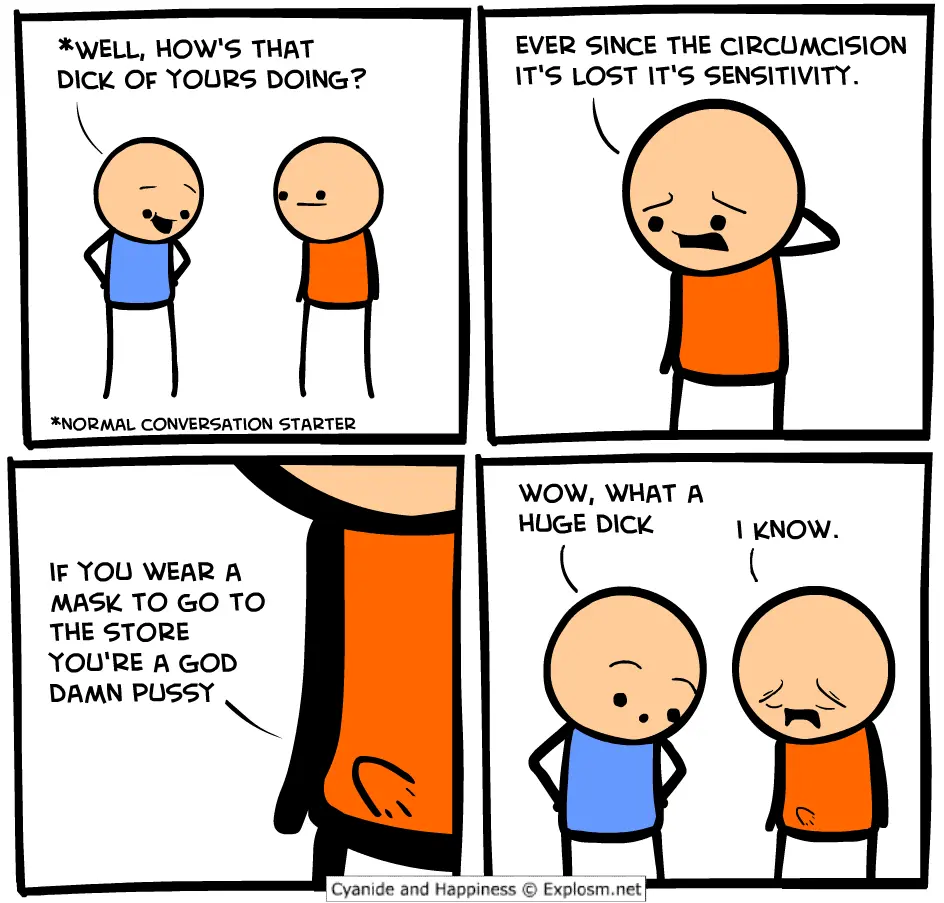 *WELL, HOW'S THAT
DICK OF YOURS DOING?
*NORMAL CONVERSATION STARTER
EVER SINCE THE CIRCUMCISION
IT'S LOST IT'S SENSITIVITY.
IF YOU WEAR A
MASK TO GO TO
THE STORE
YOU'RE A GOD
DAMN PUSSY
WOW, WHAT A
HUGE DICK
I KNOW.
Cyanide and Happiness © Explosm.net